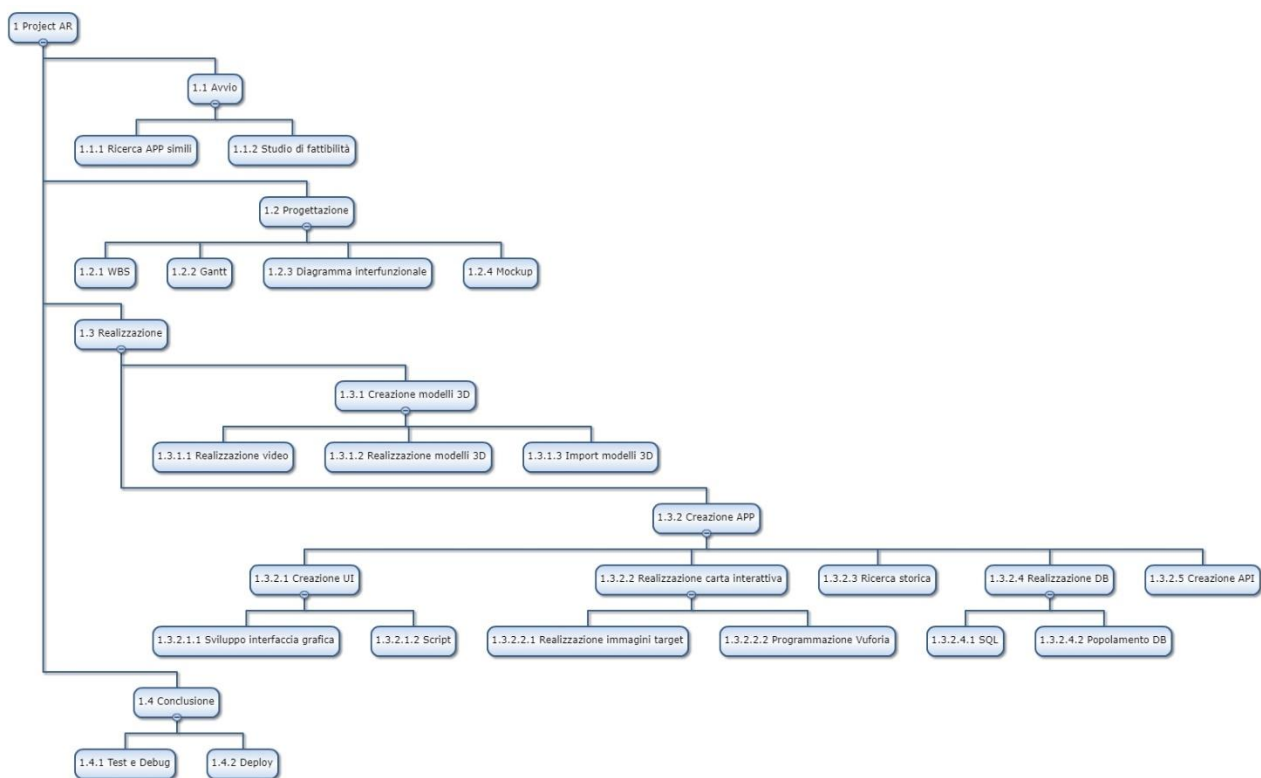 1 Project AR
1.1 Avvio
1.1.1 Ricerca APP simili
1.1.2 Studio di fattibilità
1.2 Progettazione
1.2.1 WBS
1.2.2 Gantt
1.2.3 Diagramma interfunzionale
1.2.4 Mockup
1.3 Realizzazione
1.3.1 Creazione modelli 3D
1.3.1.1 Realizzazione video
1.3.1.2 Realizzazione modelli 3D
1.3.1.3 Import modelli 3D
1.3.2 Creazione APP
1.3.2.1 Creazione UI
1.3.2.2 Realizzazione carta interattiva
1.3.2.3 Ricerca storica
1.3.2.4 Realizzazione DB
1.3.2.5 Creazione API
1.3.2.1.1 Sviluppo interfaccia grafica
1.3.2.1.2 Script
1.3.2.2.1 Realizzazione immagini target
1.3.2.2.2 Programmazione Vuforia
1.3.2.4.1 SQL
1.3.2.4.2 Popolamento DB
1.4 Conclusione
1.4.1 Test e Debug
1.4.2 Deploy